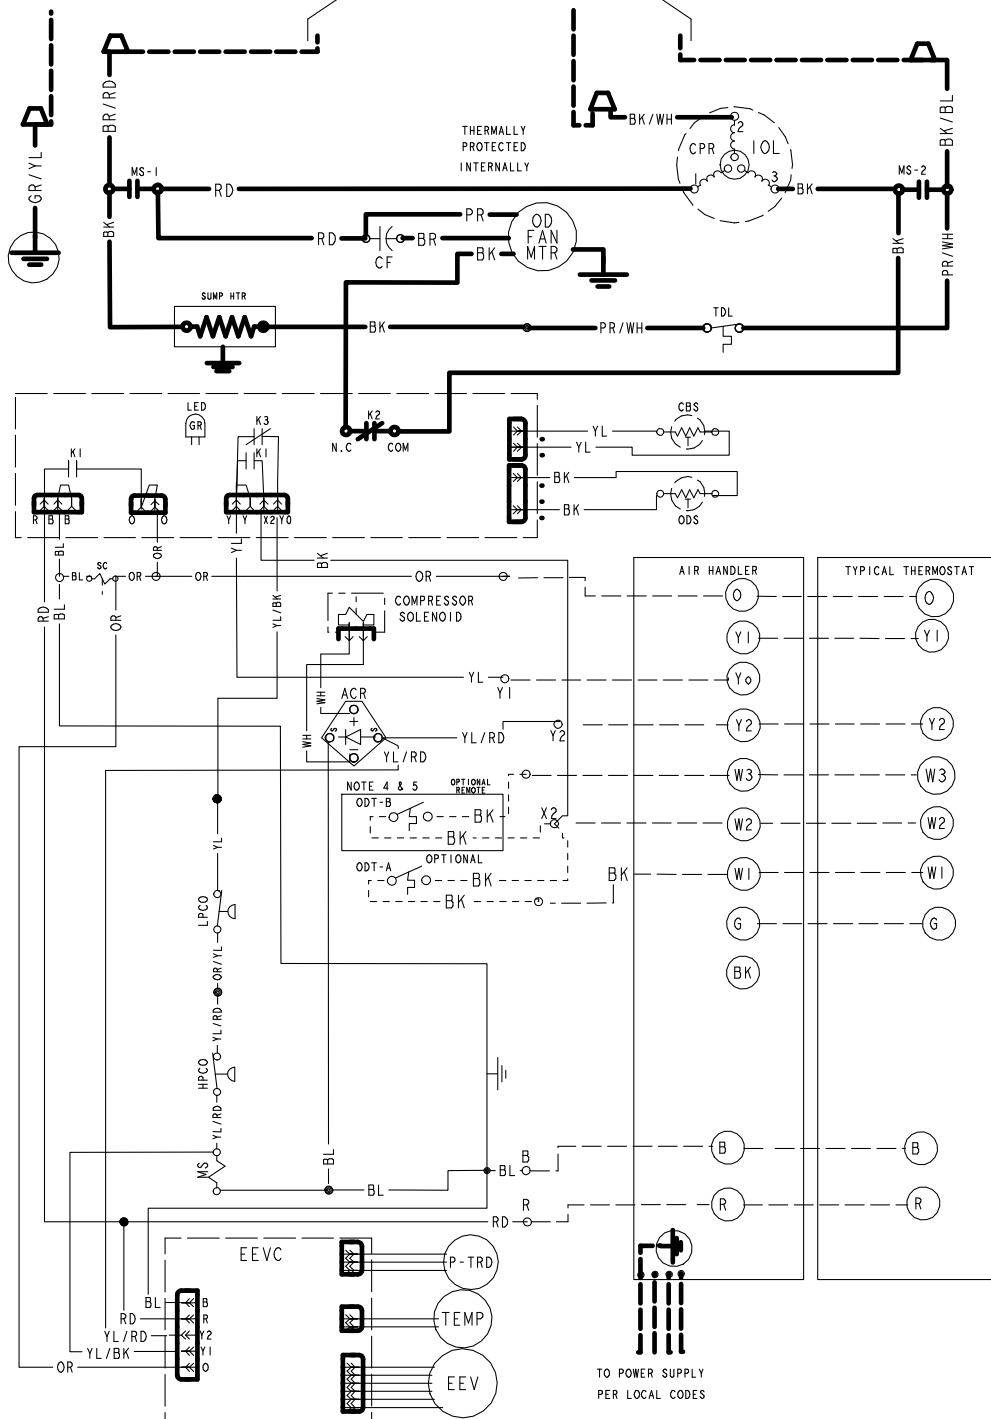 GR/YL
BR/RD
BK/BL
THERMALLY
PROTECTED
INTERNALLY
BK/WH
2
CPR
IOL
1
3
MS-1
RD
BK
MS-2
BK
BK
PR/WH
PR
RD
BR
BK
CF
OD
FAN
MTR
SUMP HTR
BK
PR/WH
TDL
LED
GR
K3
K1
K1
K2
N.C
COM
CBS
YL
YL
T
BK
BK
T
ODS
R B B
O O
Y Y X2 YO
BL
OR
YL
BK
BL
SC
OR
OR
OR
RD
BL
OR
YL/BK
COMPRESSOR
SOLENOID
WH
WH
ACR
+
S
S
-
YL
Y1
YL/RD
Y2
YL/RD
NOTE 4 & 5
OPTIONAL
REMOTE
ODT-B
BK
BK
X2
ODT-A
OPTIONAL
BK
BK
BK
AIR HANDLER
TYPICAL THERMOSTAT
O
O
Y1
Y1
Yo
Y2
Y2
W3
W3
W2
W2
W1
W1
G
G
BK
YL
LPCO
OR/YL
YL/RD
HPCO
YL/RD
MS
BL
BL
BL
B
B
B
R
RD
R
R
EEVC
P-TRD
TEMP
EEV
BL
B
RD
R
YL/RD
Y2
YL/BK
Y1
OR
O
TO POWER SUPPLY
PER LOCAL CODES